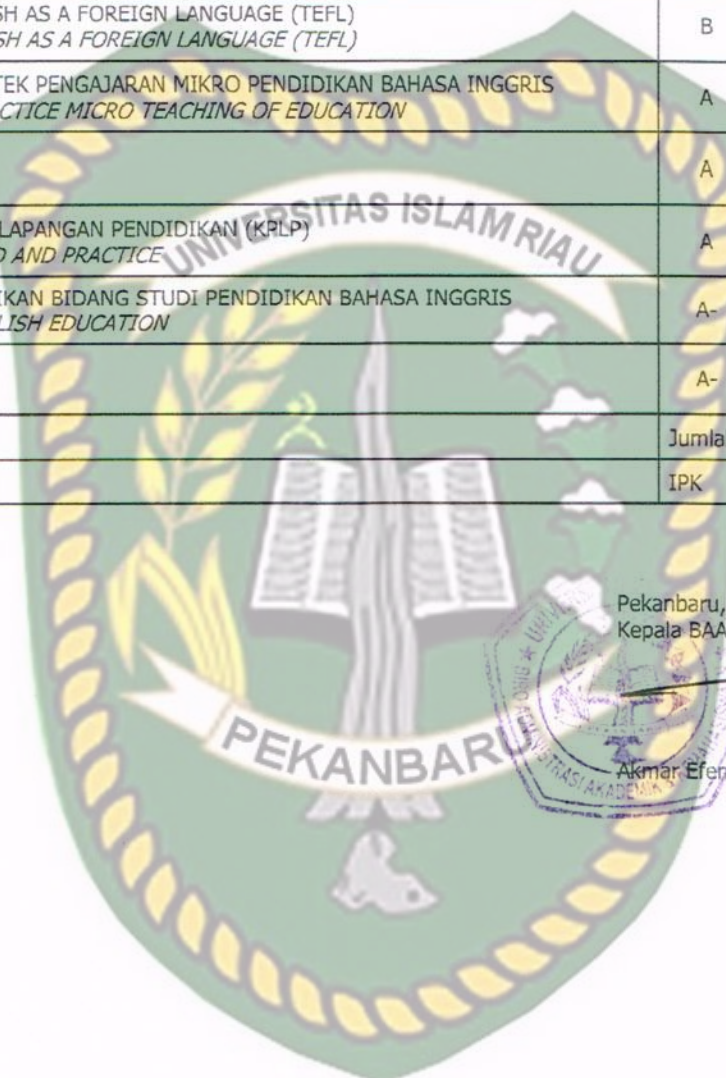 SH AS A FOREIGN LANGUAGE (TEFL)
SH AS A FOREIGN LANGUAGE (TEFL)
B
TEK PENGAJARAN MIKRO PENDIDIKAN BAHASA INGGRIS
CTICE MICRO TEACHING OF EDUCATION
A
A
UNIVERSITAS ISLAM RIAU
LAPANGAN PENDIDIKAN (KPLP)
D AND PRACTICE
A
IKAN BIDANG STUDI PENDIDIKAN BAHASA INGGRIS
LISH EDUCATION
A-
A-
Jumla
IPK
Pekanbaru,
Kepala BAA
PEKANBARU
Akmar Efen